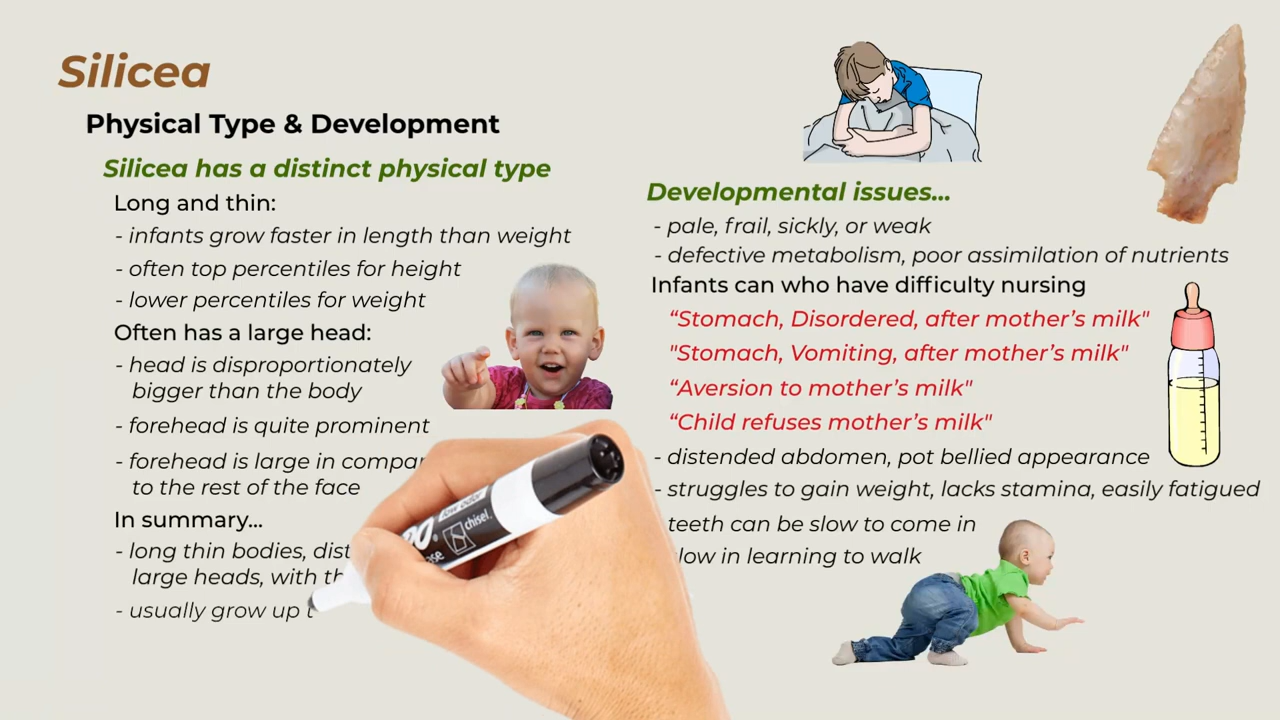 Silicea
Physical Type & Development
Silicea has a distinct physical type
Long and thin:
- infants grow faster in length than weight
- often top percentiles for height
- lower percentiles for weight
Often has a large head:
- head is disproportionately
bigger than the body
- forehead is quite prominent
- forehead is large in
to the rest of the face
In summary...
- long thin bodies,
large heads, with
- usually grow up
Developmental issues...
- pale, frail, sickly, or weak
- defective metabolism, poor assimilation of nutrients
Infants can who have difficulty nursing
“Stomach, Disordered, after mother’s milk"
"Stomach, Vomiting, after mother’s milk"
“Aversion to mother’s milk"
“Child refuses mother’s milk"
- distended abdomen, pot bellied appearance
- struggles to gain weight, lacks stamina, easily fatigued
teeth can be slow to come in
slow in learning to walk
low odor
chisel.